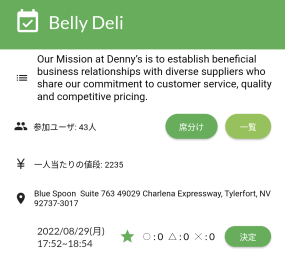 Belly Deli
Our Mission at Denny's is to establish beneficial
business relationships with diverse suppliers who
share our commitment to customer service, quality
and competitive pricing.
参加ユーザ: 43人 席分け 一覧
一人当たりの値段: 2235
Blue Spoon Suite 763 49029 Charlena Expressway, Tylerfort, NV
92737-3017
2022/08/29(月)
17:52~18:54 ○ : 0 △ : 0 × : 0 決定